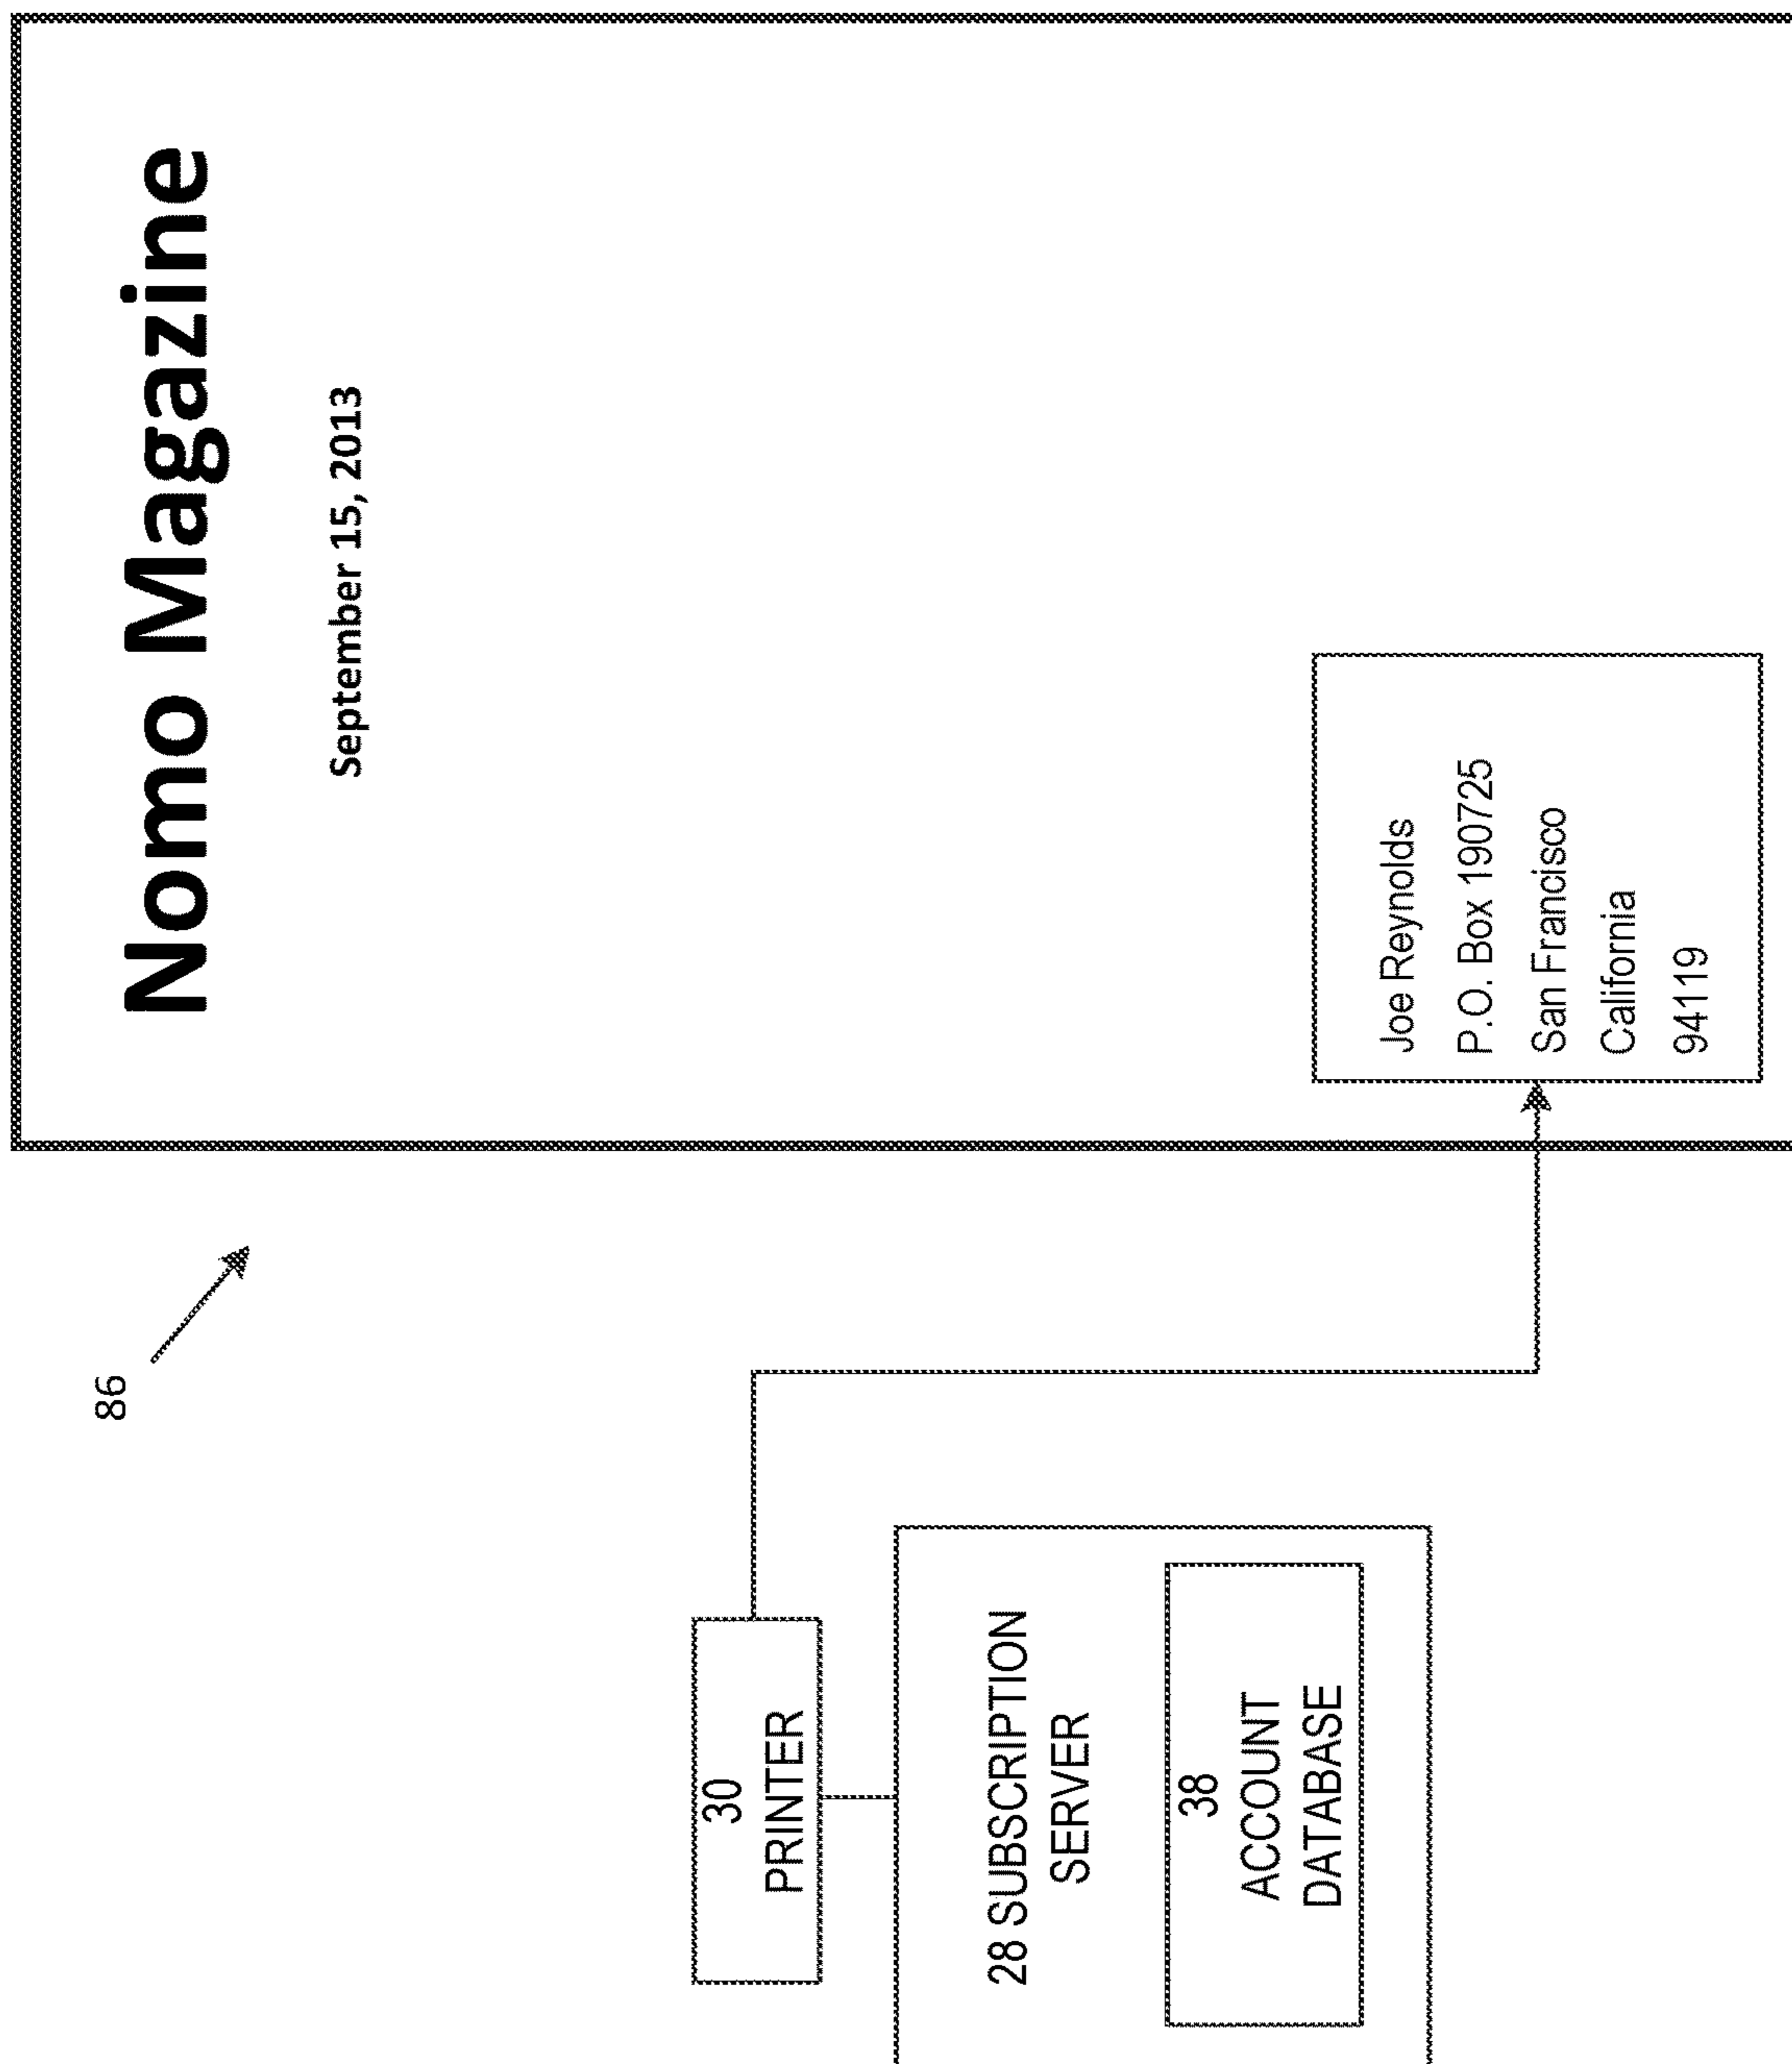 86
Nomo Magazine
September 15, 2013
30
PRINTER
28 SUBSCRIPTION
SERVER
38
ACCOUNT
DATABASE
Joe Reynolds
P.O. Box 190725
San Francisco
California
94119